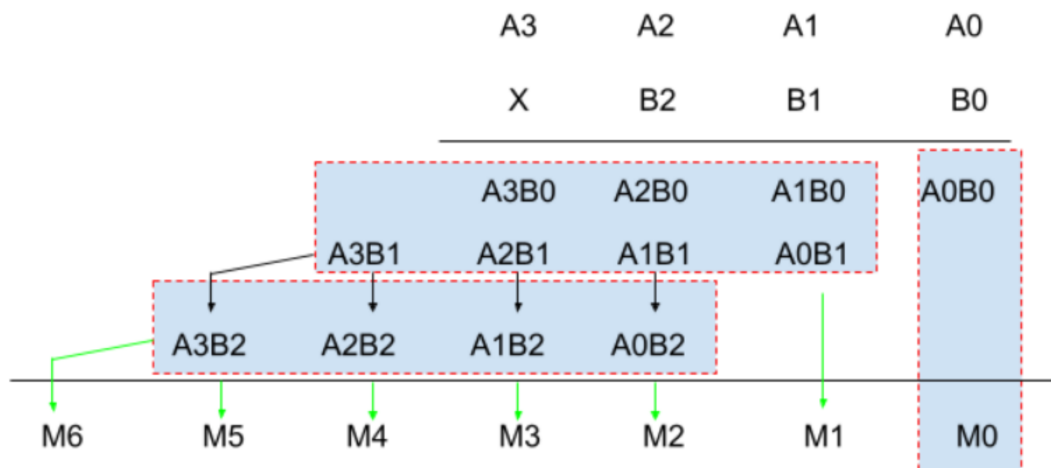 A3 A2 A1 A0
X B2 B1 B0
A3B0 A2B0 A1B0 A0B0
A3B1 A2B1 A1B1 A0B1
A3B2 A2B2 A1B2 A0B2
M6 M5 M4 M3 M2 M1 M0